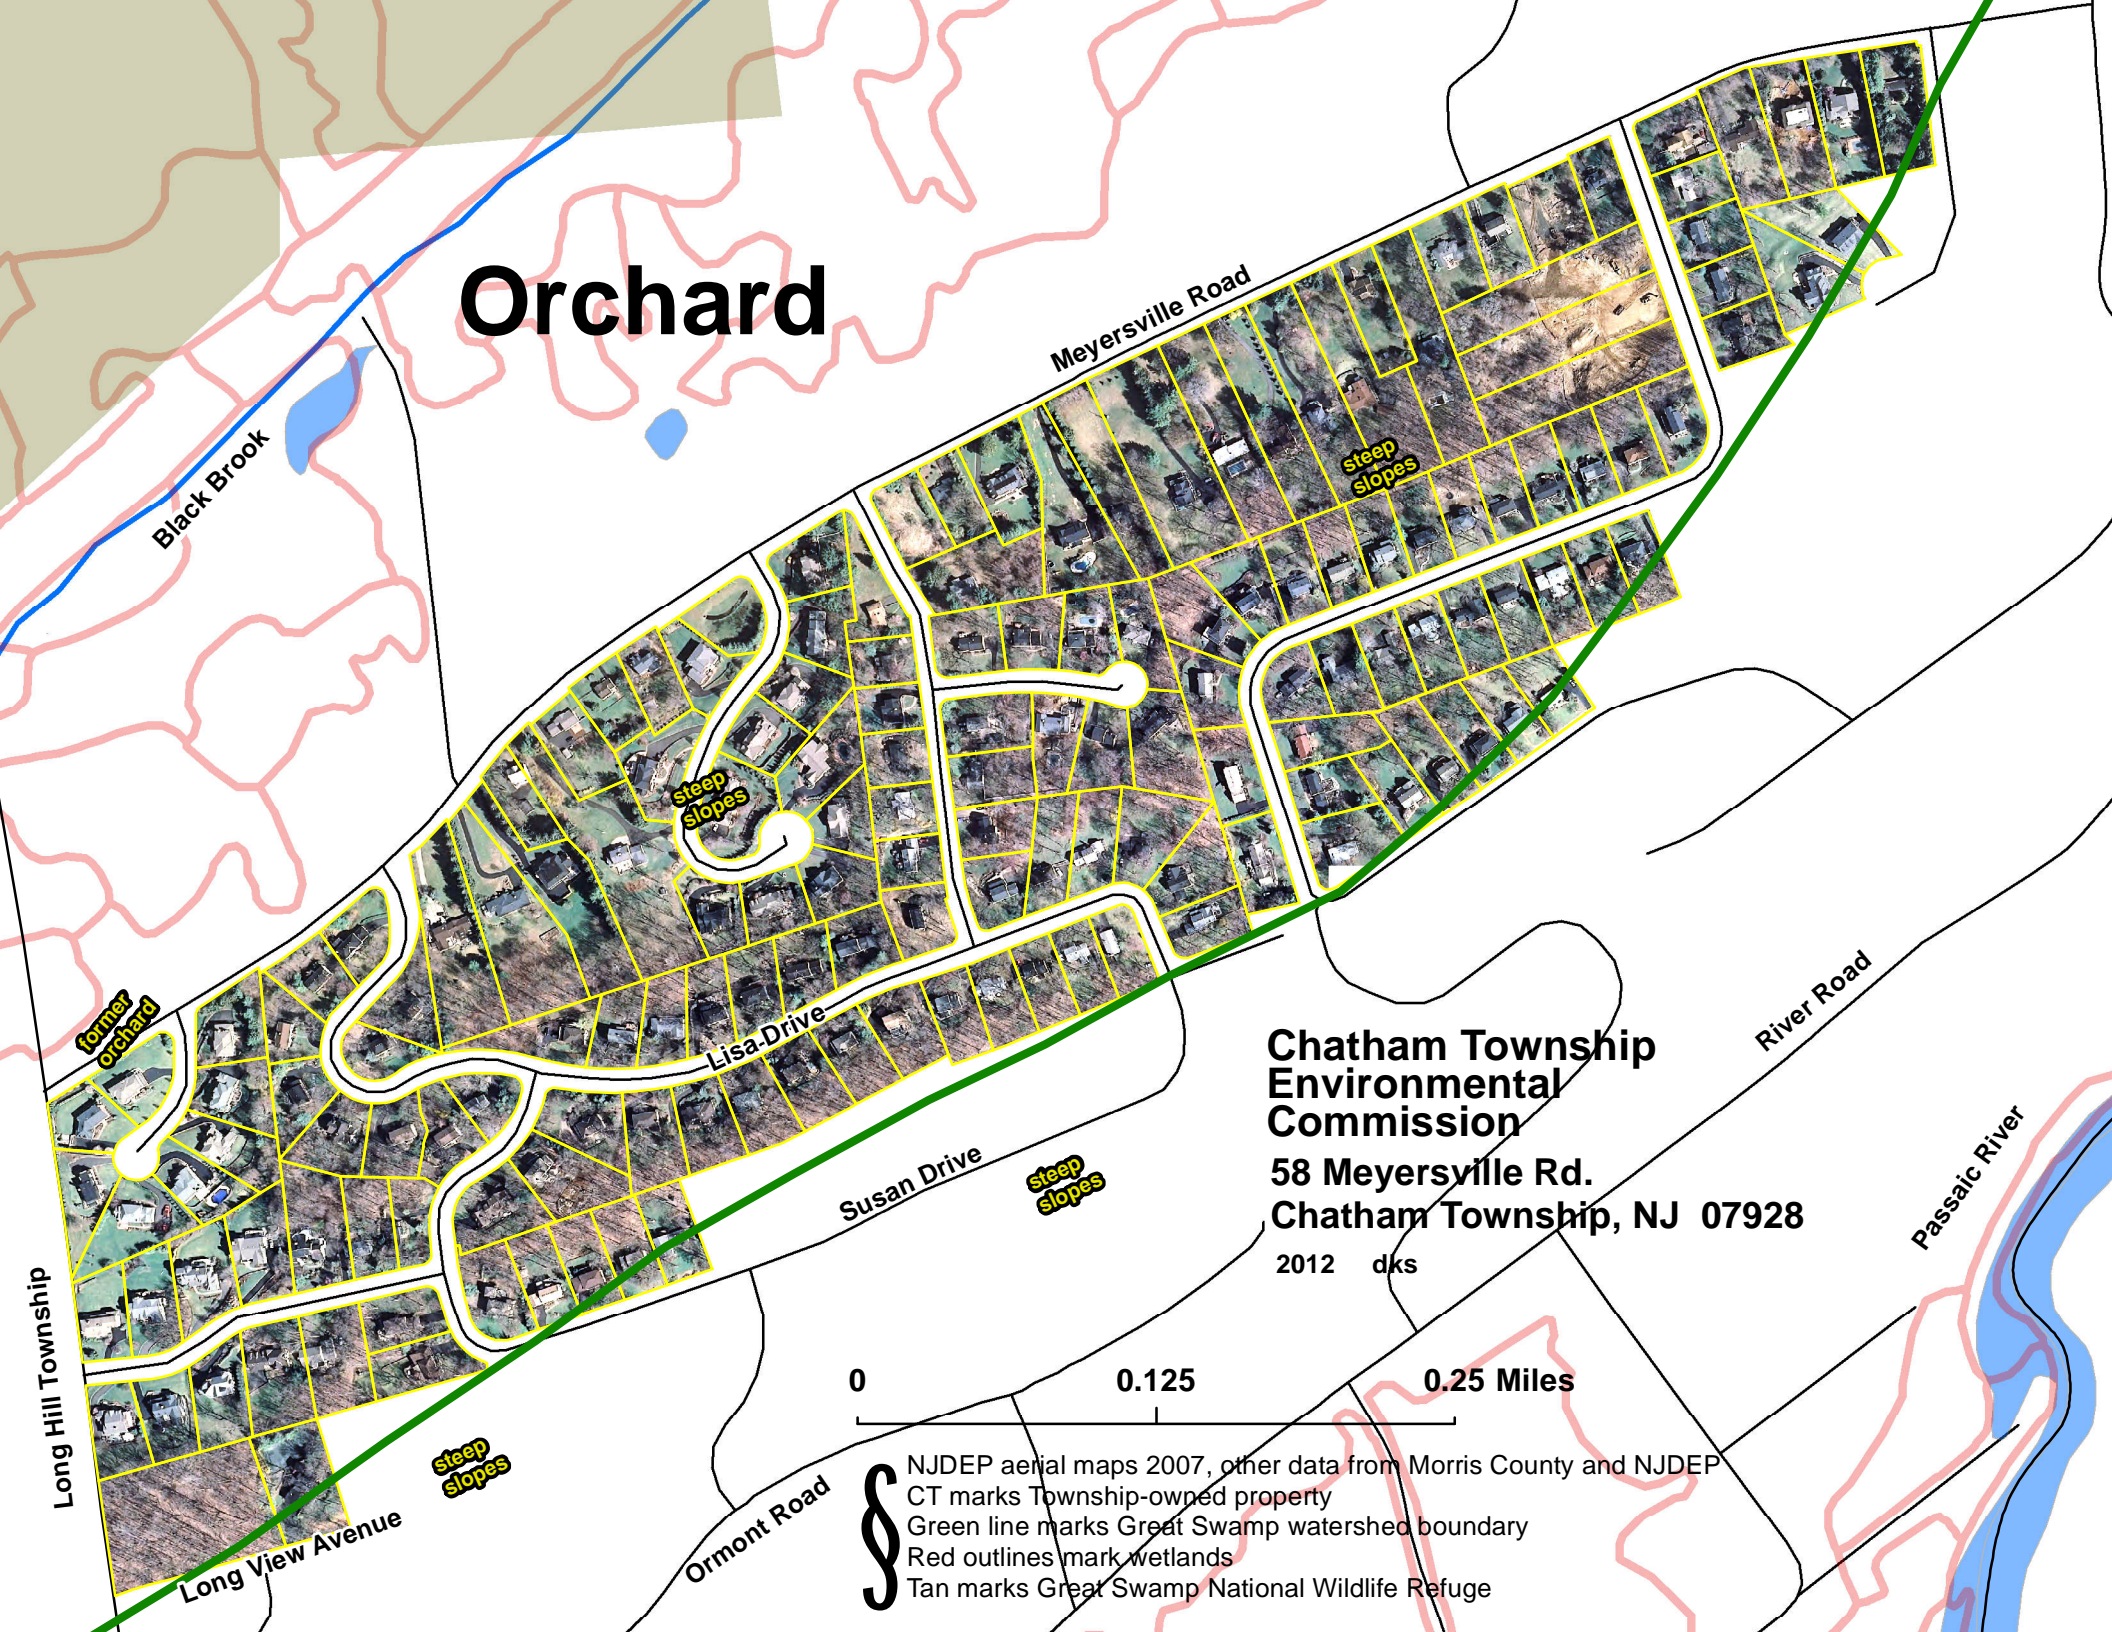 Orchard
Meyersville Road
Black Brook
steep
slopes
steep
slopes
former
orchard
Lisa Drive
River Road
Chatham Township
Environmental
Commission
58 Meyersville Rd.
Chatham Township, NJ 07928
2012 dks
Passaic River
Susan Drive
steep
slopes
Long Hill Township
0 0.125 0.25 Miles
steep
slopes
Long View Avenue
Ormont Road
§
NJDEP aerial maps 2007, other data from Morris County and NJDEP
CT marks Township-owned property
Green line marks Great Swamp watershed boundary
Red outlines mark wetlands
Tan marks Great Swamp National Wildlife Refuge